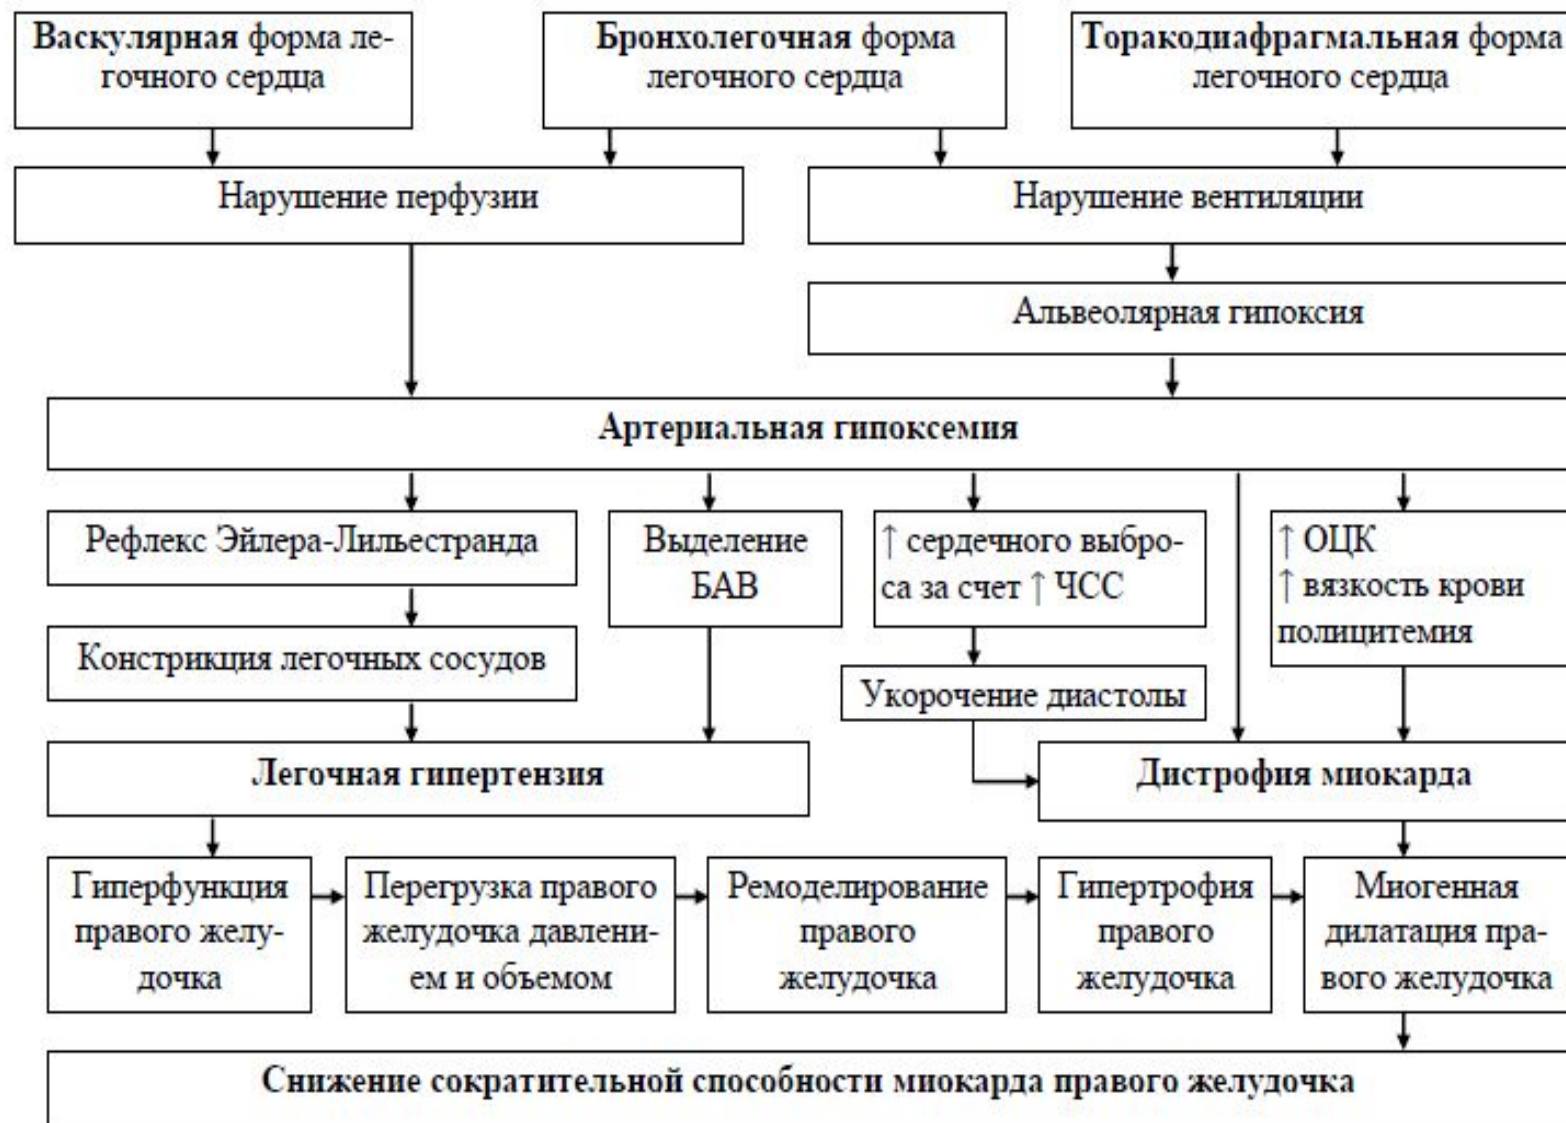 Васкулярная форма ле-
гочного сердца
Бронхолегочная форма
легочного сердца
Торакодиафрагмальная форма
легочного сердца
Нарушение перфузии
Нарушение вентиляции
Альвеолярная гипоксия
Артериальная гипоксемия
Рефлекс Эйлера-Лильестранда
Выделение
БАВ
↑ сердечного выбро-
са за счет ↑ ЧСС
↑ ОЦК
↑ вязкость крови
полицитемия
Констрикция легочных сосудов
Укорочение диастолы
Легочная гипертензия
Дистрофия миокарда
Гиперфункция
правого желу-
дочка
Перегрузка правого
желудочка давлени-
ем и объемом
Ремоделирование
правого
желудочка
Гипертрофия
правого
желудочка
Миогенная
дилатация пра-
вого желудочка
Снижение сократительной способности миокарда правого желудочка